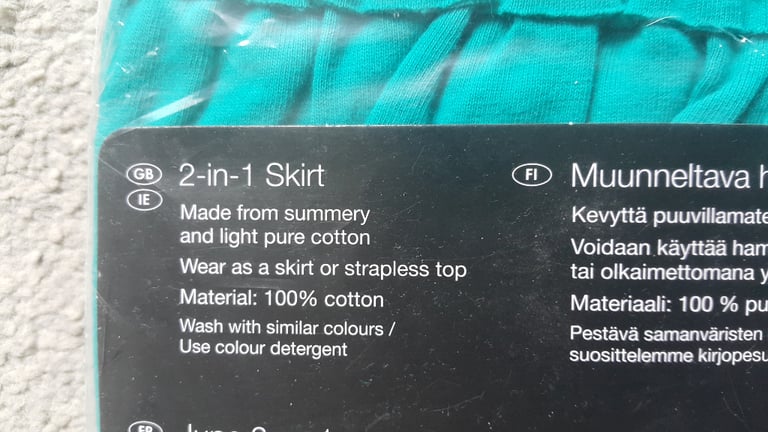 GB
IE
2-in-1 Skirt
Made from summery
and light pure cotton
Wear as a skirt or strapless top
Material: 100% cotton
Wash with similar colours /
Use colour detergent
FI
Muunneltava
Kevyttä
Voidaan käyttää
tai olkaimettomana
Materiaali: 100 %
Pestävä samanväristen
suosittelemme